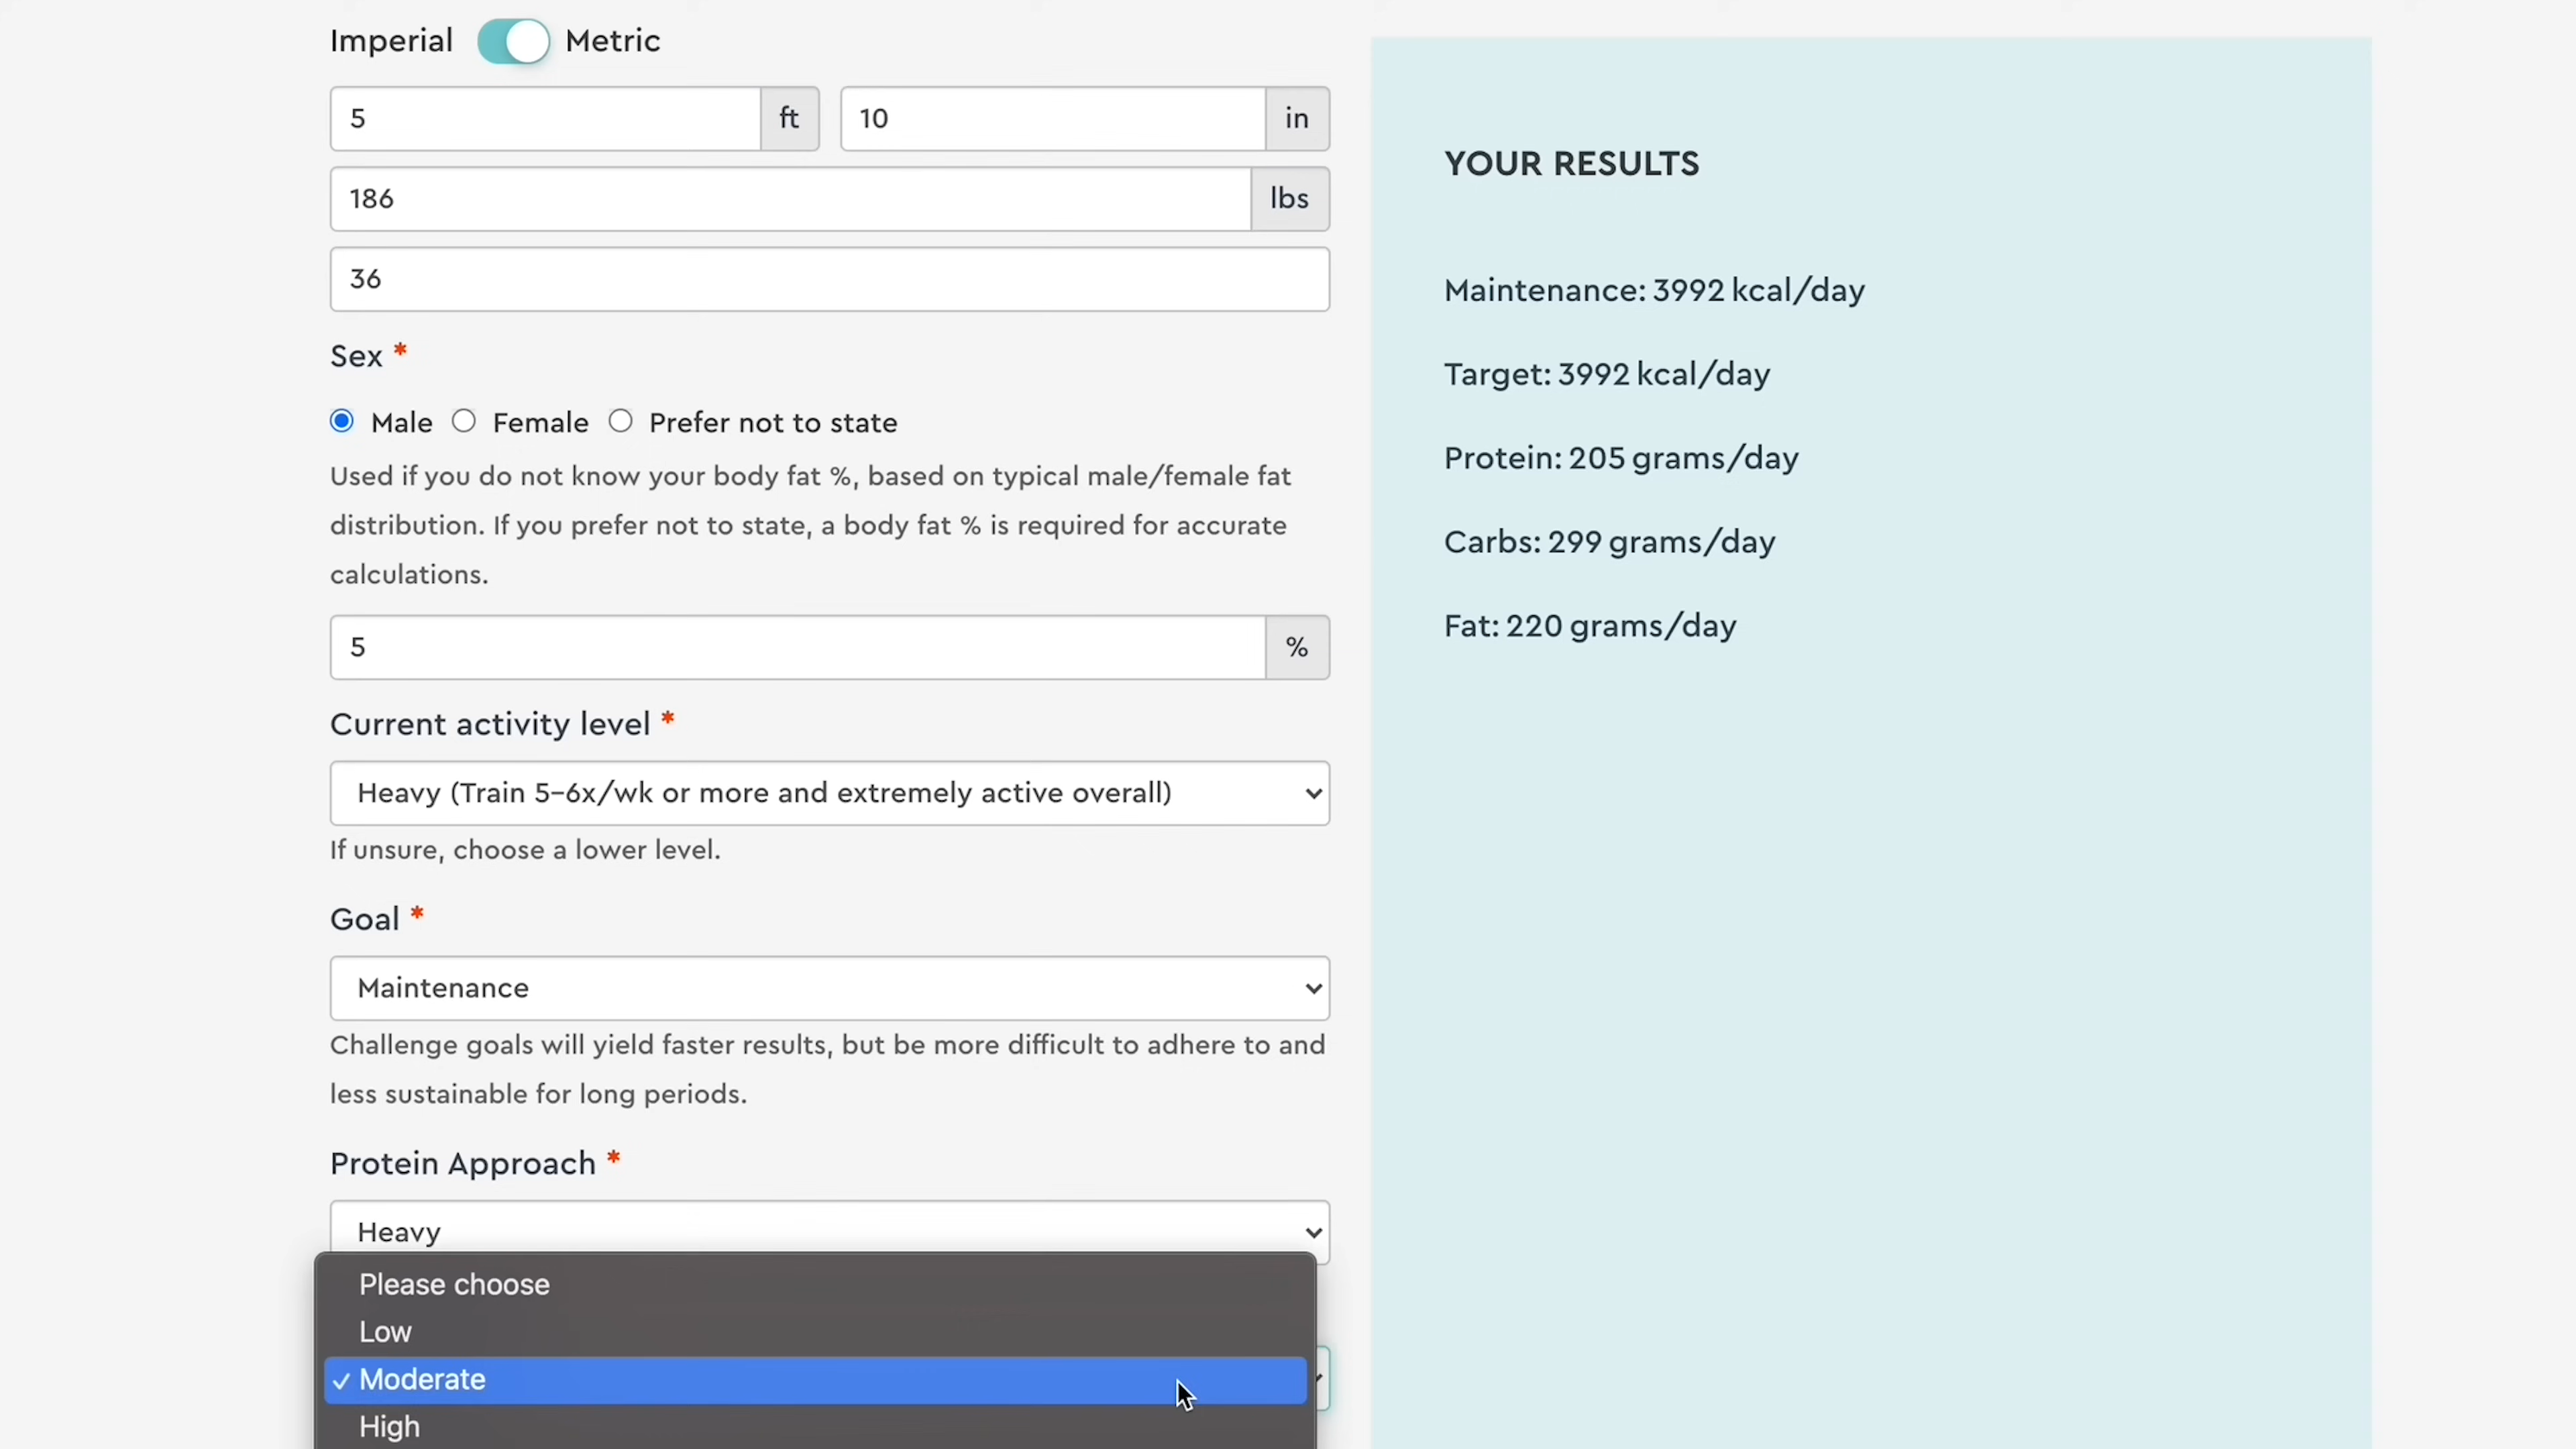 Imperial Metric
5 ft 10 in
186 lbs
36
Sex *
Male Female Prefer not to state
Used if you do not know your body fat %, based on typical male/female fat
distribution. If you prefer not to state, a body fat % is required for accurate
calculations.
5 %
Current activity level *
Heavy (Train 5-6x/wk or more and extremely active overall)
If unsure, choose a lower level.
Goal *
Maintenance
Challenge goals will yield faster results, but be more difficult to adhere to and
less sustainable for long periods.
Protein Approach *
Heavy
Please choose
Low
✓ Moderate
High
YOUR RESULTS
Maintenance: 3992 kcal/day
Target: 3992 kcal/day
Protein: 205 grams/day
Carbs: 299 grams/day
Fat: 220 grams/day